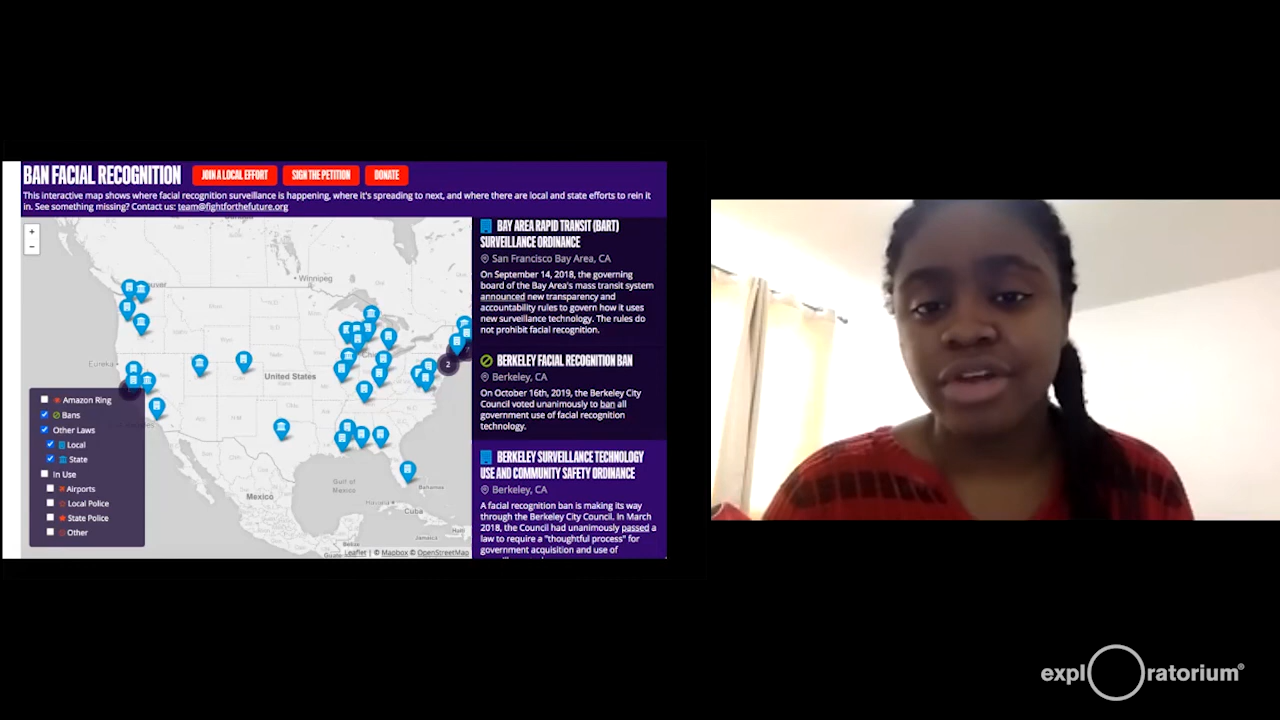 BAN FACIAL RECOGNITION
JOIN A LOCAL EFFORT
SIGN THE PETITION
DONATE
This interactive map shows where facial recognition surveillance is happening, where it's spreading to next, and where there are local and state efforts to rein it
in. See something missing? Contact us: team@fightforthefuture.org
+
−
Winnipeg
Eureka
United States
Mexico
Gulf of
Mexico
Bahamas
Havana
Cuba
Jamaica
Haiti
Belize
2
Amazon Ring
Bans
Other Laws
Local
State
In Use
Airports
Local Police
State Police
Other
Leaflet | © Mapbox © OpenStreetMap
BAY AREA RAPID TRANSIT (BART)
SURVEILLANCE ORDINANCE
San Francisco Bay Area, CA
On September 14, 2018, the governing
board of the Bay Area's mass transit system
announced new transparency and
accountability rules to govern how it uses
new surveillance technology. The rules do
not prohibit facial recognition.
BERKELEY FACIAL RECOGNITION BAN
Berkeley, CA
On October 16th, 2019, the Berkeley City
Council voted unanimously to ban all
government use of facial recognition
technology.
BERKELEY SURVEILLANCE TECHNOLOGY
USE AND COMMUNITY SAFETY ORDINANCE
Berkeley, CA
A facial recognition ban is making its way
through the Berkeley City Council. In March
2018, the Council had unanimously passed a
law to require a "thoughtful process" for
government acquisition and use of
expl ratorium®